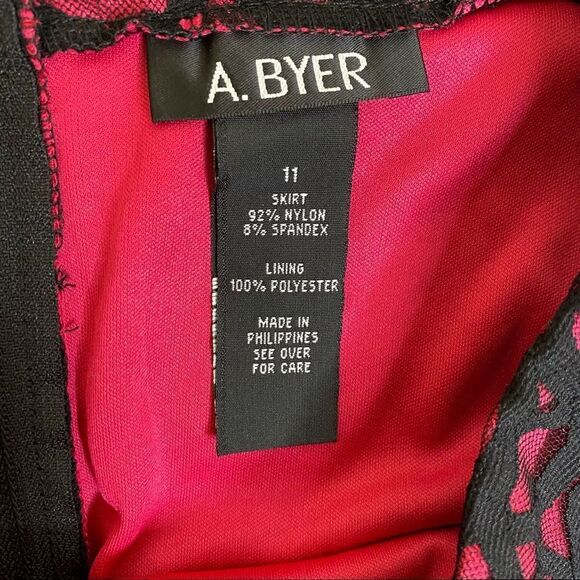 A. BYER
11
SKIRT
92% NYLON
8% SPANDEX
LINING
100% POLYESTER
MADE IN
PHILIPPINES
SEE OVER
FOR CARE